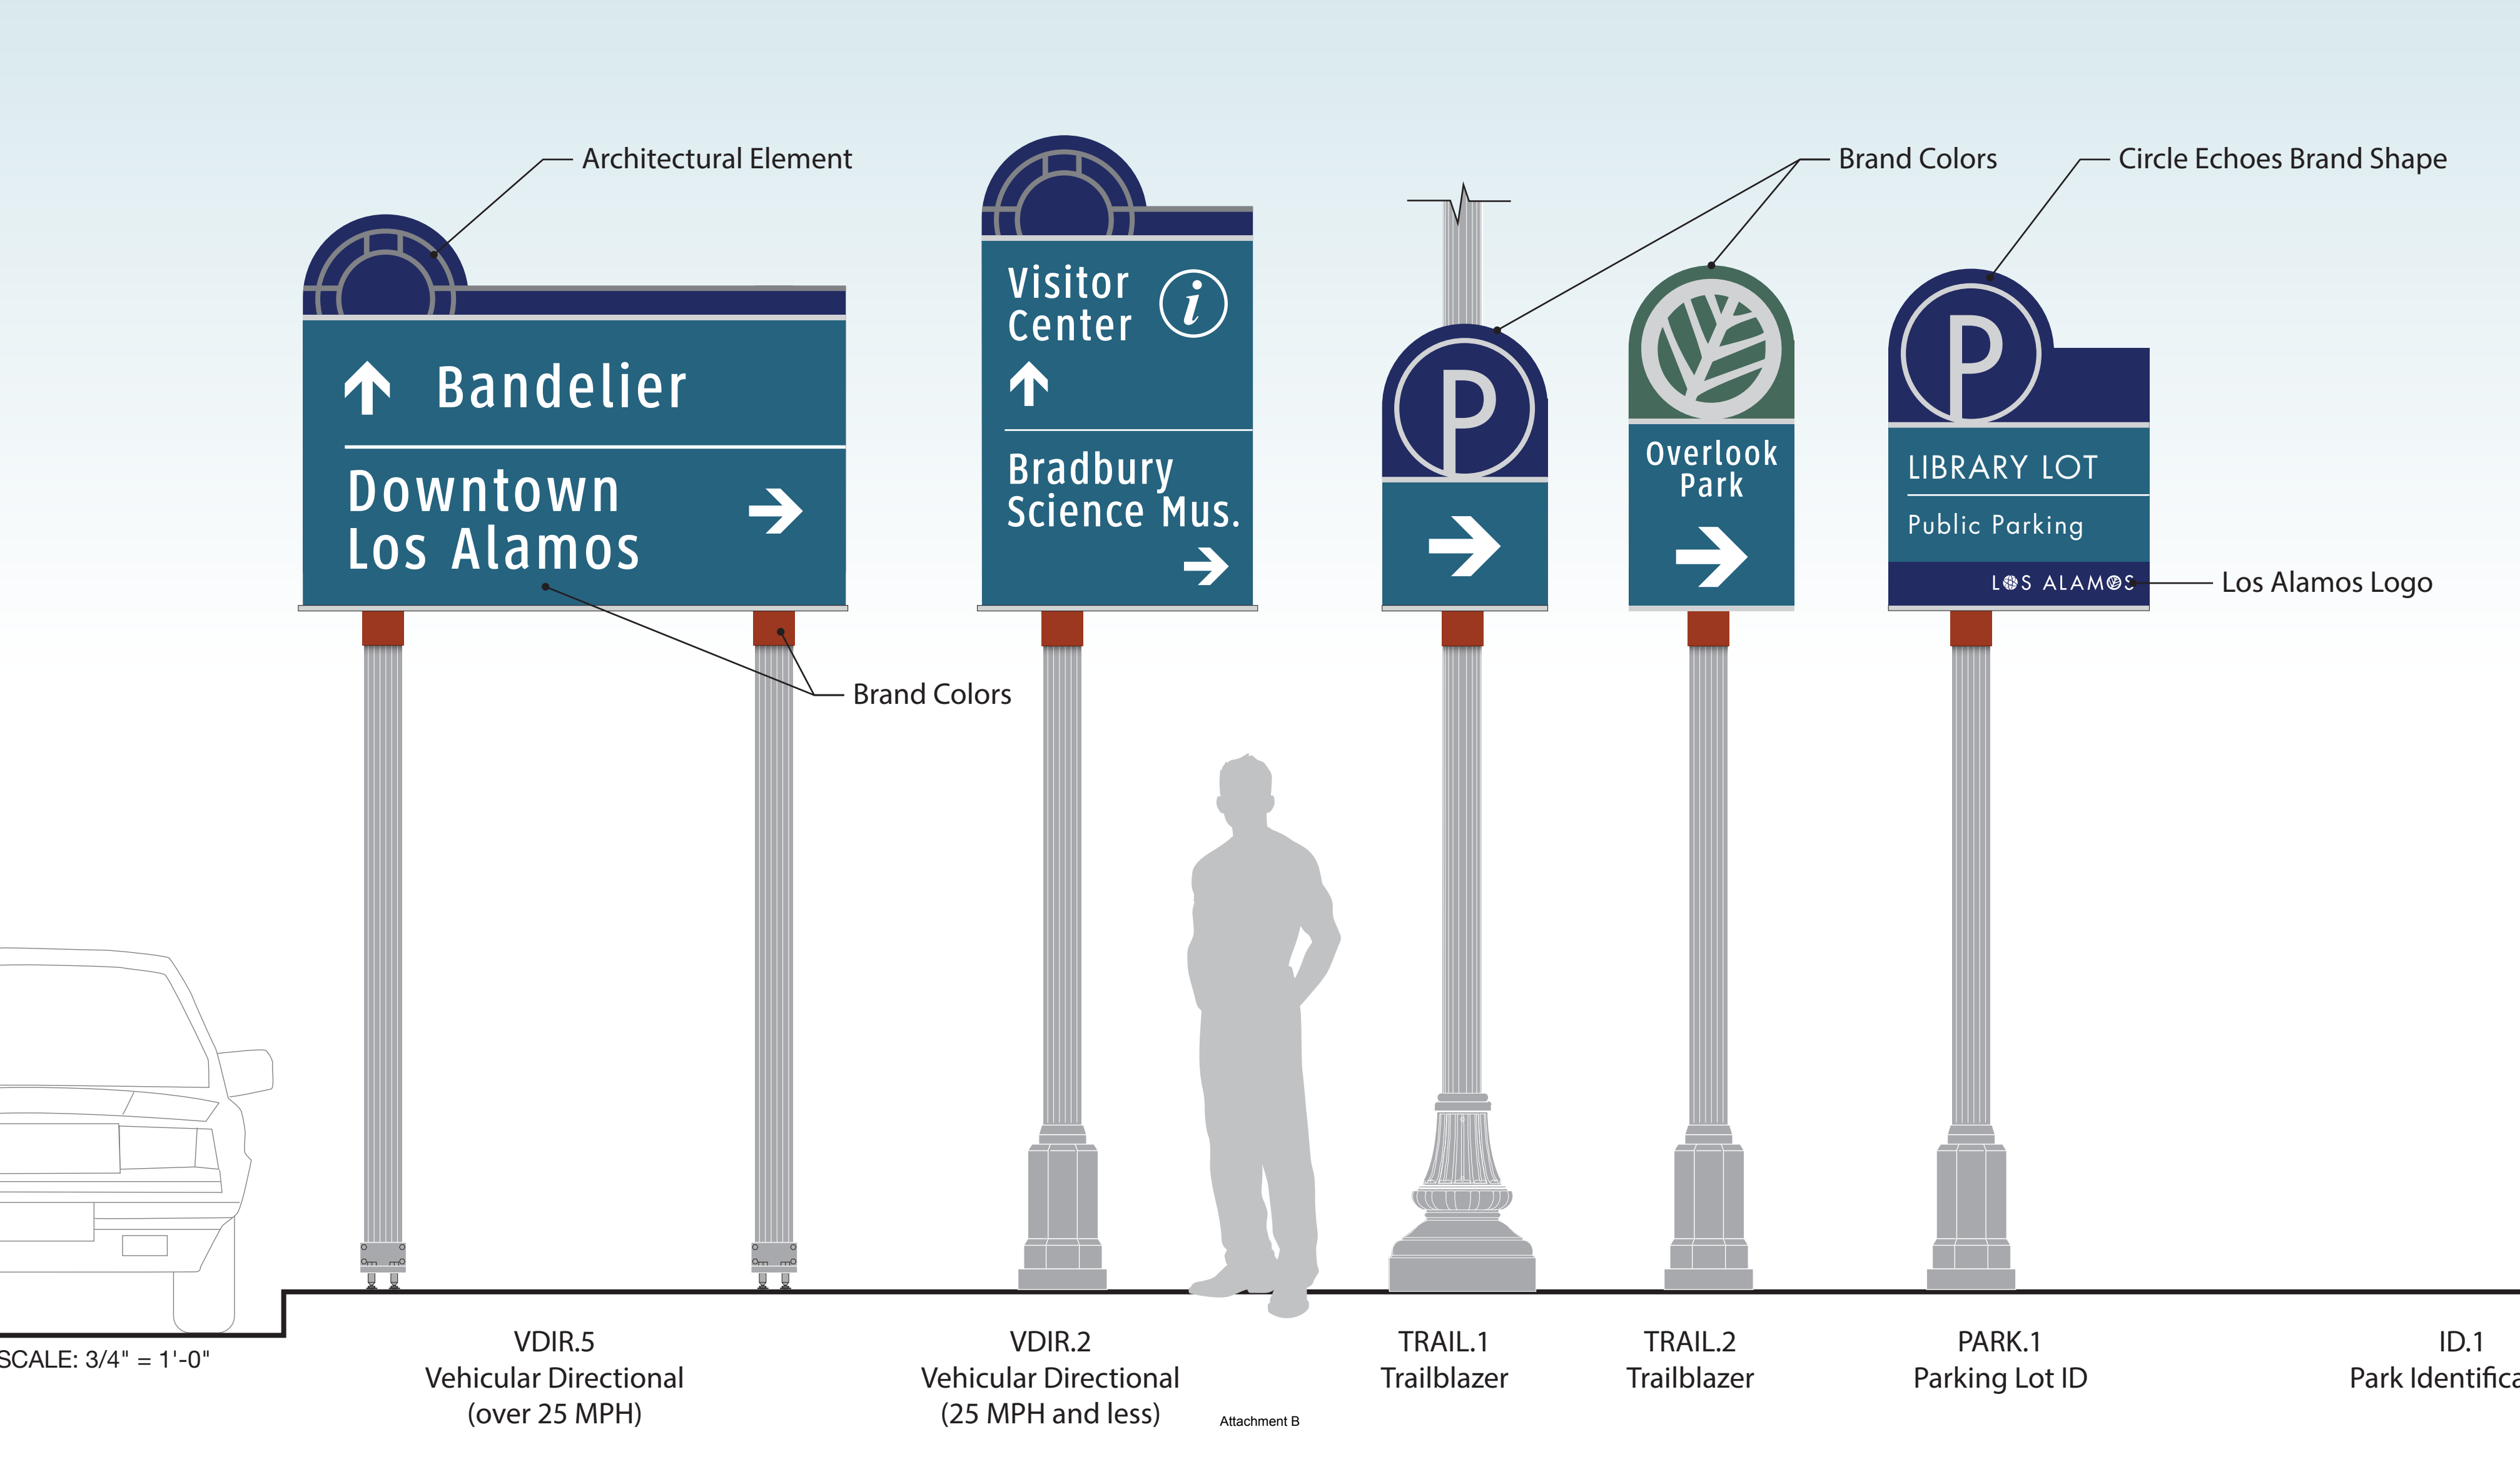 Architectural Element
Brand Colors
Circle Echoes Brand Shape
Bandelier
Downtown
Los Alamos
Visitor
Center
i
Bradbury
Science Mus.
P
Overlook
Park
P
LIBRARY LOT
Public Parking
LOS ALAMOS
Los Alamos Logo
Brand Colors
SCALE: 3/4" = 1'-0"
VDIR.5
Vehicular Directional
(over 25 MPH)
VDIR.2
Vehicular Directional
(25 MPH and less)
TRAIL.1
Trailblazer
TRAIL.2
Trailblazer
PARK.1
Parking Lot ID
ID.1
Park Identifica
Attachment B